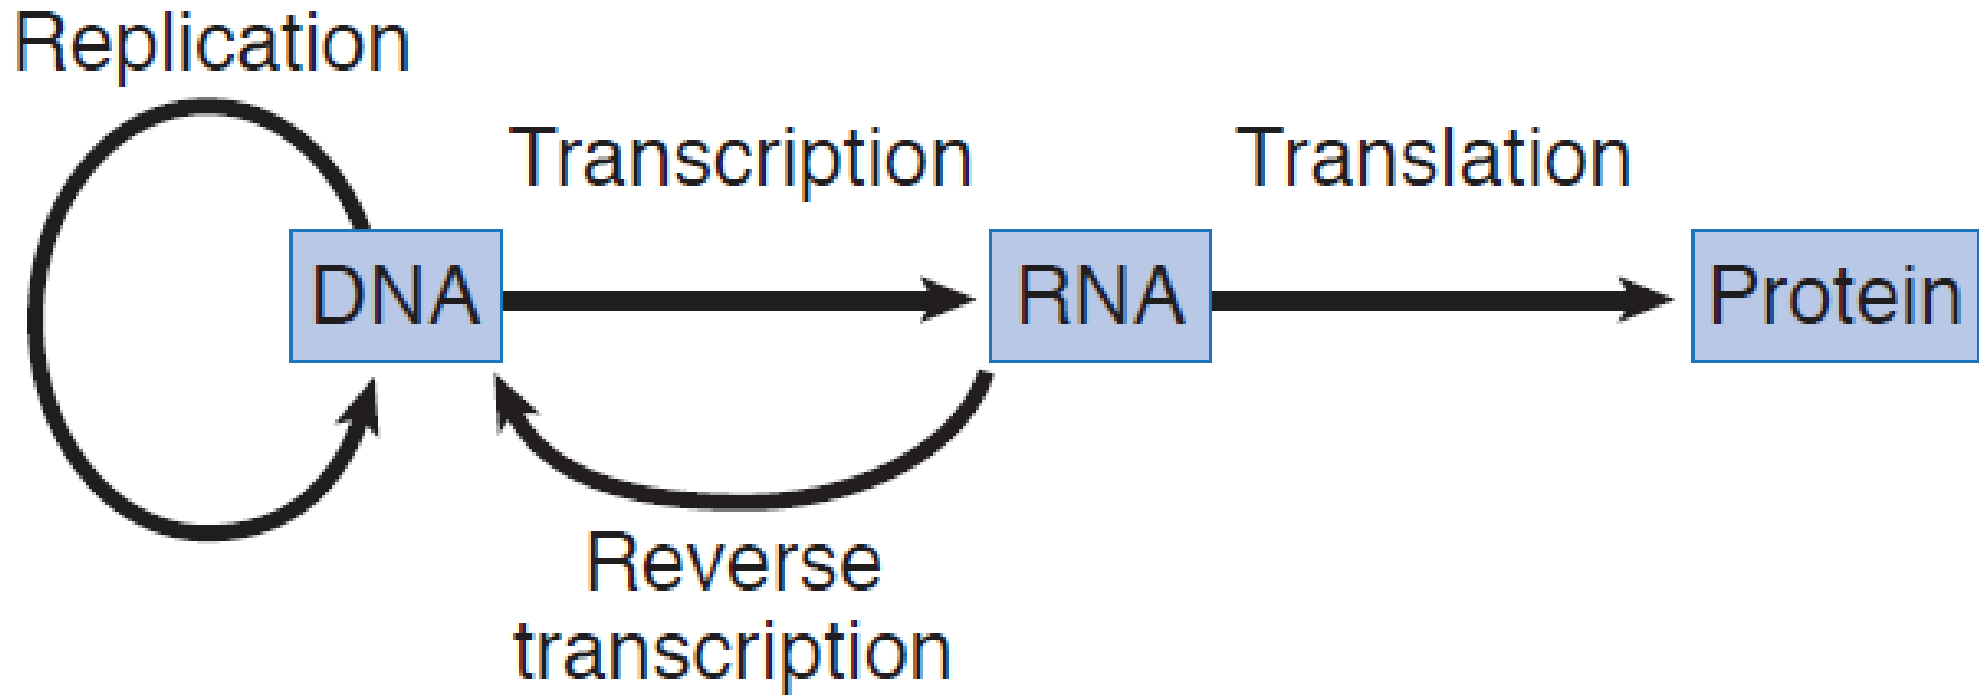 Replication
Transcription
Translation
DNA
RNA
Protein
Reverse
transcription